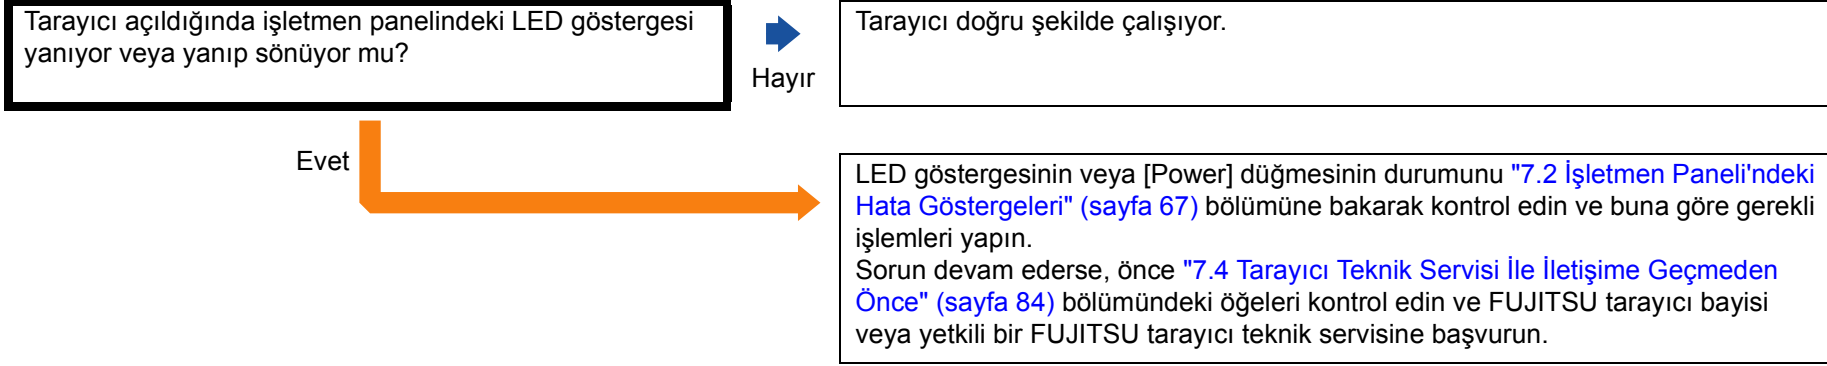 Tarayıcı açıldığında işletmen panelindeki LED göstergesi
yanıyor veya yanıp sönüyor mu?
Hayır
Tarayıcı doğru şekilde çalışıyor.
Evet
LED göstergesinin veya [Power] düğmesinin durumunu "7.2 İşletmen Paneli'ndeki
Hata Göstergeleri" (sayfa 67) bölümüne bakarak kontrol edin ve buna göre gerekli
işlemleri yapın.
Sorun devam ederse, önce "7.4 Tarayıcı Teknik Servisi İle İletişime Geçmeden
Önce" (sayfa 84) bölümündeki öğeleri kontrol edin ve FUJITSU tarayıcı bayisi
veya yetkili bir FUJITSU tarayıcı teknik servisine başvurun.